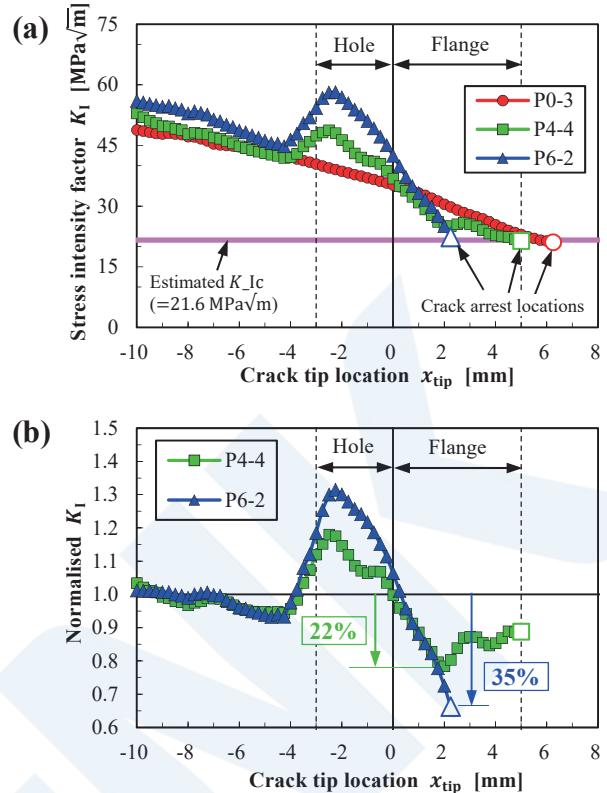 (a)
Stress intensity factor K_I [MPa√m]
75
60
45
30
15
0
Hole
Flange
P0-3
P4-4
P6-2
Estimated K_Ic
(=21.6 MPa√m)
Crack arrest locations
-10 -8 -6 -4 -2 0 2 4 6 8
Crack tip location x_tip [mm]
(b)
Normalised K_I
1.5
1.4
1.3
1.2
1.1
1.0
0.9
0.8
0.7
0.6
P4-4
P6-2
Hole
Flange
22%
35%
-10 -8 -6 -4 -2 0 2 4 6 8
Crack tip location x_tip [mm]